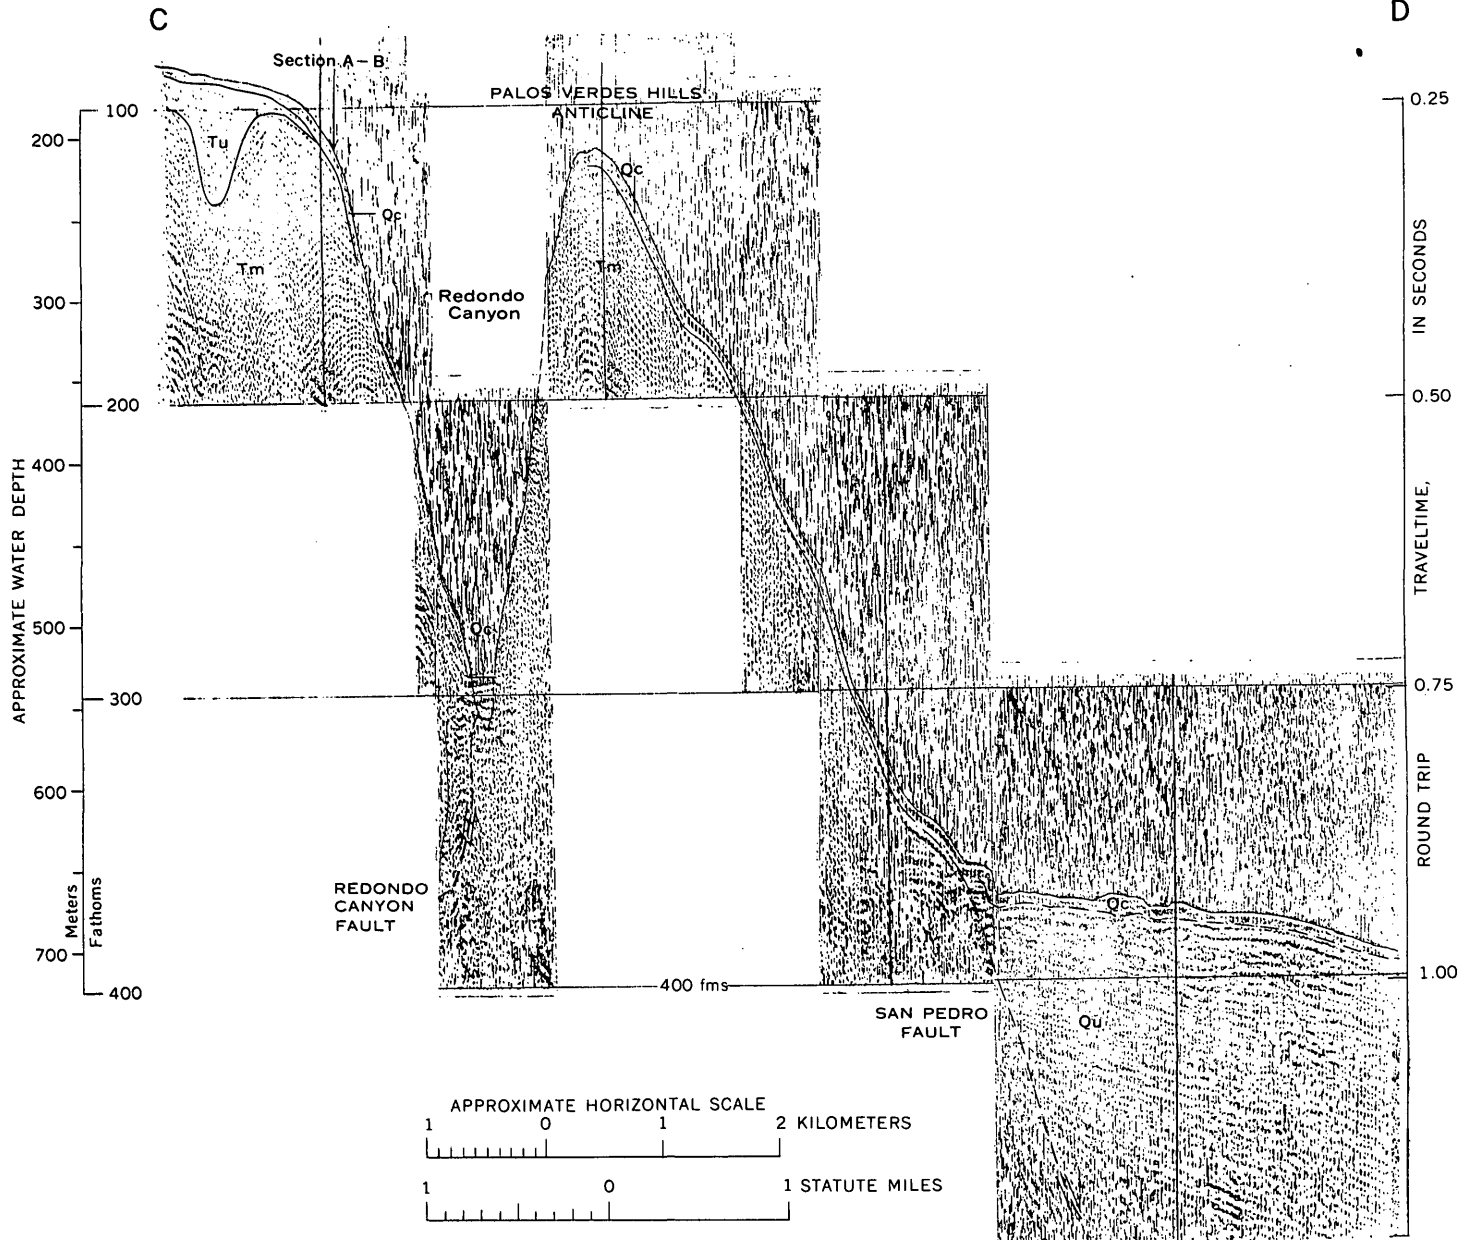 C
D
Section A – B
PALOS VERDES HILLS
ANTICLINE
100
0.25
200
Tu
Qc
Qc
Tm
Tm
Redondo
Canyon
300
IN SECONDS
200
0.50
400
APPROXIMATE WATER DEPTH
TRAVELTIME,
500
Qc
300
0.75
600
ROUND TRIP
REDONDO
CANYON
FAULT
Meters
Fathoms
Qc
700
1.00
400
400 fms
SAN PEDRO
FAULT
Qu
APPROXIMATE HORIZONTAL SCALE
1 0 1 2 KILOMETERS
1 0 1 STATUTE MILES